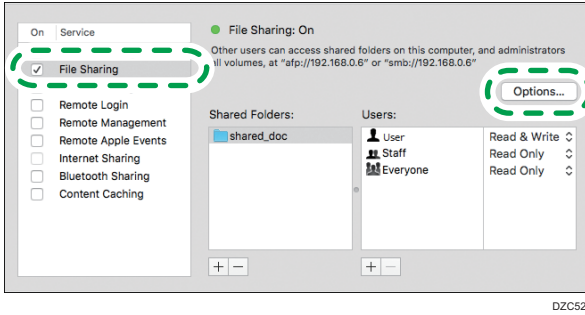 On Service
File Sharing
Remote Login
Remote Management
Remote Apple Events
Internet Sharing
Bluetooth Sharing
Content Caching
File Sharing: On
Other users can access shared folders on this computer, and administrators
all volumes, at “afp://192.168.0.6” or “smb://192.168.0.6”
Options...
Shared Folders:
shared_doc
+ −
Users:
User Read & Write
Staff Read Only
Everyone Read Only
+ −
DZC52